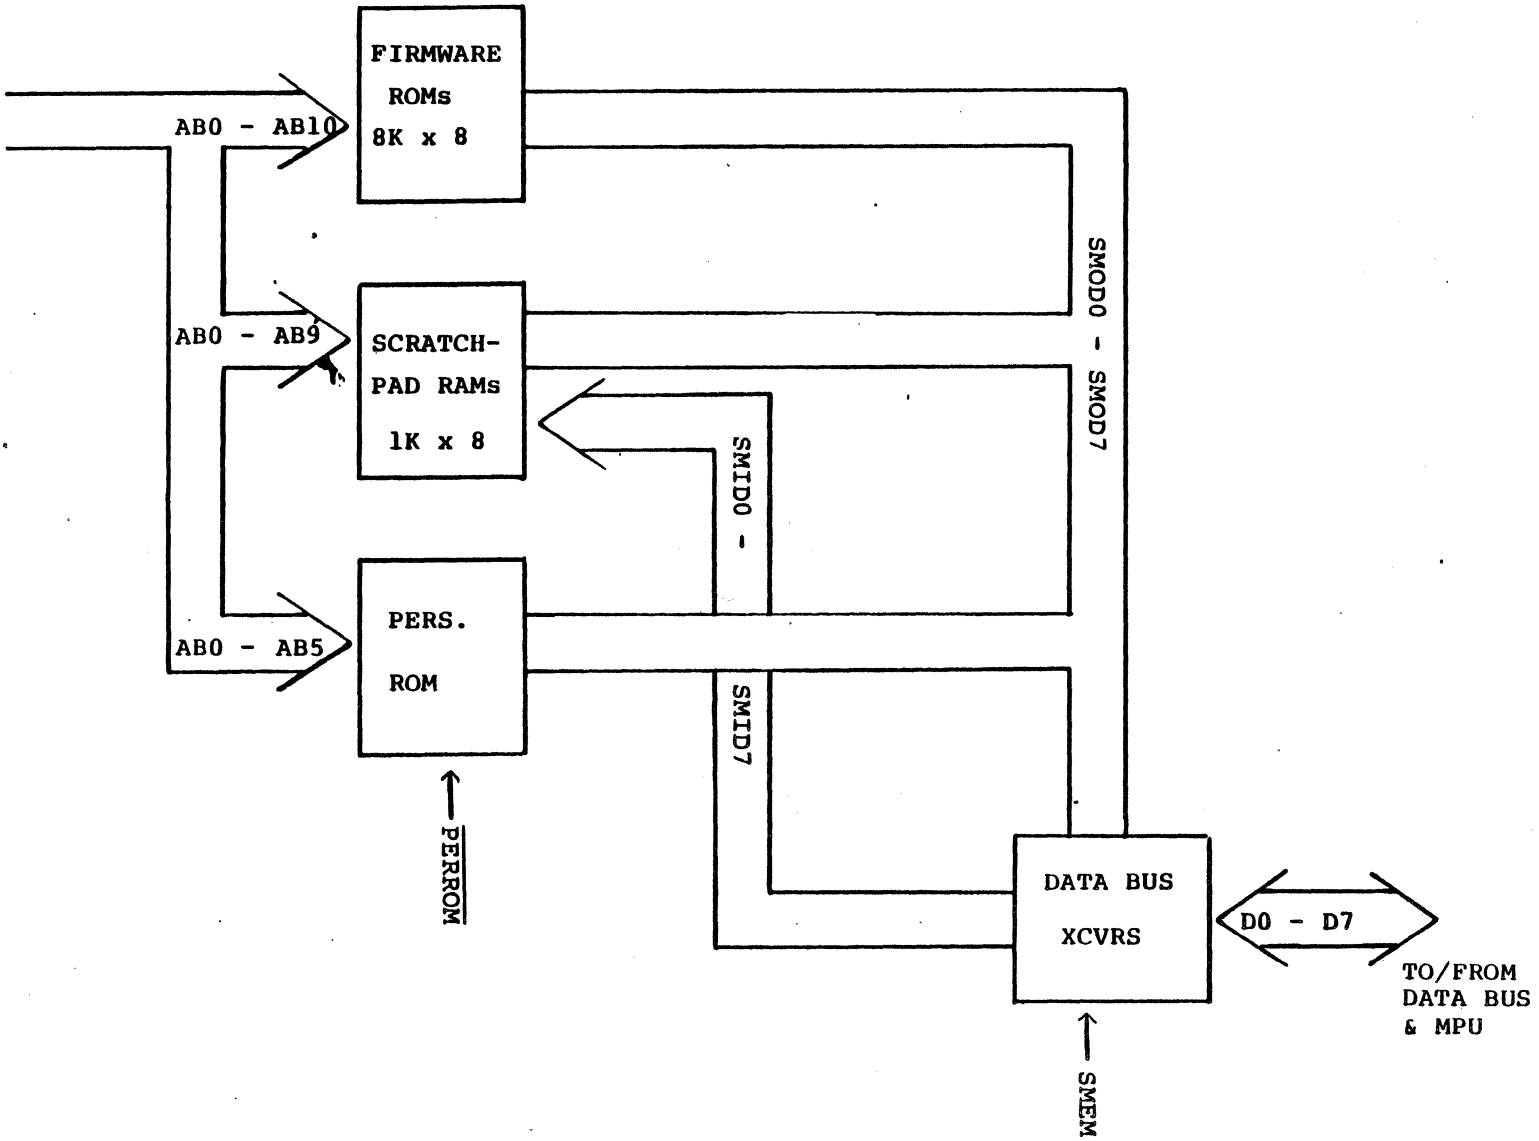 FIRMWARE
ROMs
8K x 8
AB0 - AB10
SMOD0 - SMOD7
AB0 - AB9
SCRATCH-
PAD RAMs
1K x 8
SMID0 -
SMID7
PERS.
ROM
AB0 - AB5
PERROM
DATA BUS
XCVRS
D0 - D7
TO/FROM
DATA BUS
& MPU
SMEM